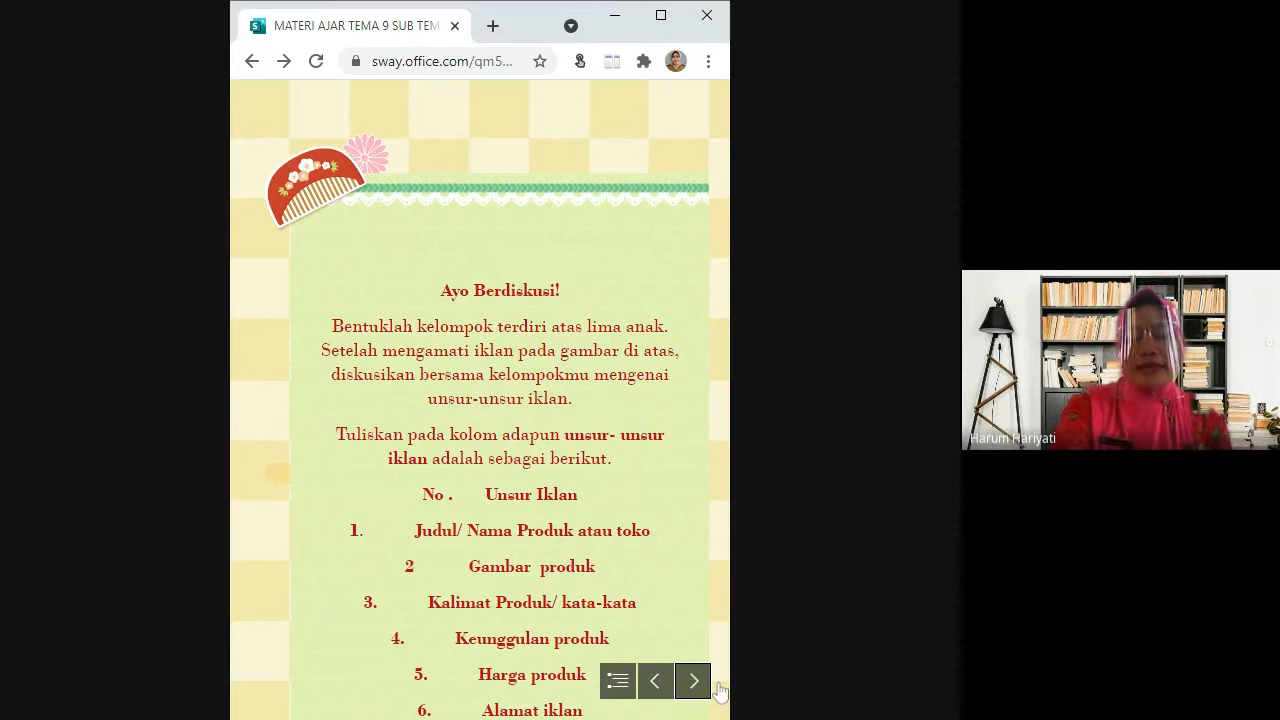 MATERI AJAR TEMA 9 SUB TEM
sway.office.com/qm5...
Ayo Berdiskusi!
Bentuklah kelompok terdiri atas lima anak.
Setelah mengamati iklan pada gambar di atas,
diskusikan bersama kelompokmu mengenai
unsur-unsur iklan.
Tuliskan pada kolom adapun unsur- unsur
iklan adalah sebagai berikut.
No . Unsur Iklan
1. Judul/ Nama Produk atau toko
2 Gambar produk
3. Kalimat Produk/ kata-kata
4. Keunggulan produk
5. Harga produk
6. Alamat iklan
Harum Hariyati